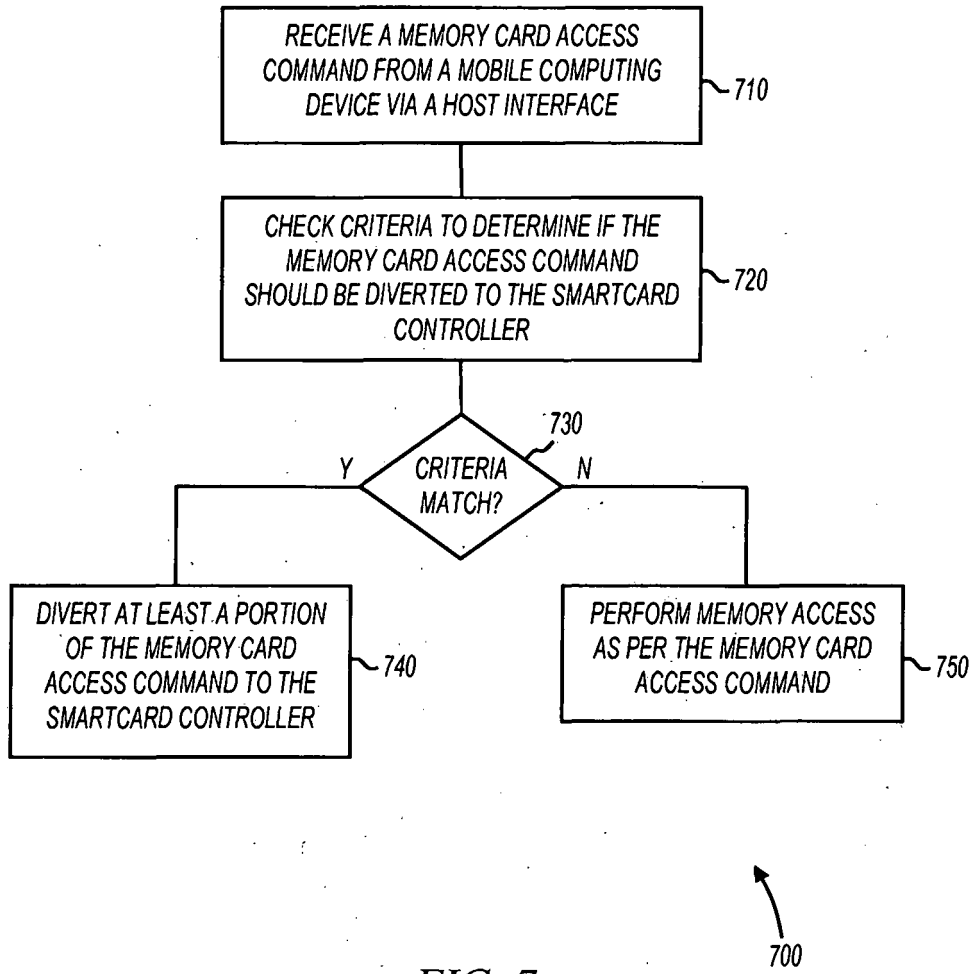 RECEIVE A MEMORY CARD ACCESS
COMMAND FROM A MOBILE COMPUTING
DEVICE VIA A HOST INTERFACE
710
CHECK CRITERIA TO DETERMINE IF THE
MEMORY CARD ACCESS COMMAND
SHOULD BE DIVERTED TO THE SMARTCARD
CONTROLLER
720
730
Y
CRITERIA
MATCH?
N
DIVERT AT LEAST A PORTION
OF THE MEMORY CARD
ACCESS COMMAND TO THE
SMARTCARD CONTROLLER
740
PERFORM MEMORY ACCESS
AS PER THE MEMORY CARD
ACCESS COMMAND
750
700
FIG. 7